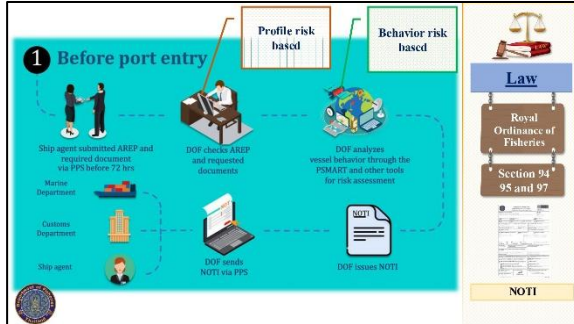 Profile risk
based
Behavior risk
based
1 Before port entry
Ship agent submitted AREP and
required document
via PPS before 72 hrs
DOF checks AREP
and requested
documents
DOF analyzes
vessel behavior through the
PSMART and other tools
for risk assessment
Marine
Department
Customs
Department
Ship agent
DOF sends
NOTI via PPS
NOTI
DOF issues NOTI
Law
Royal
Ordinance of
Fisheries
Section 94
95 and 97
NOTI